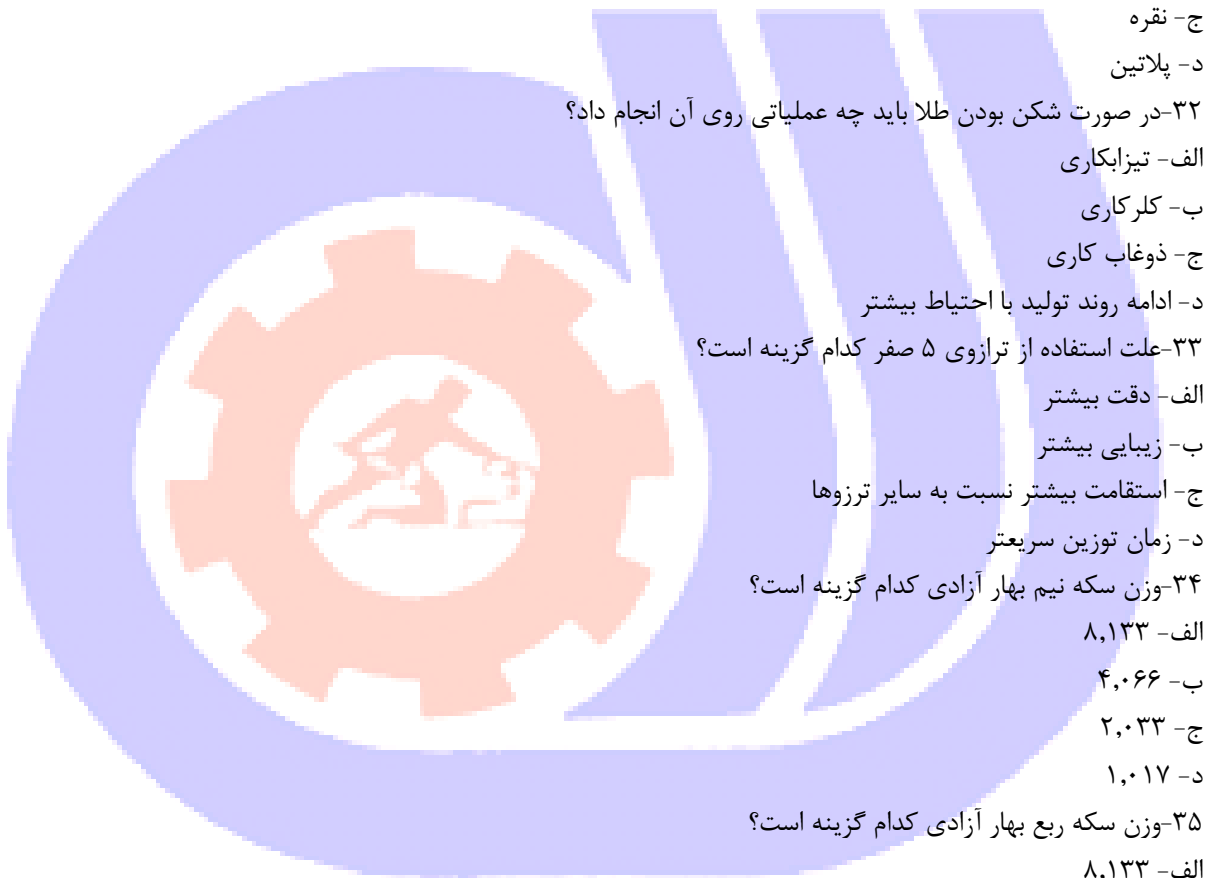 ج- نقره
د- پلاتین
۳۲-در صورت شکن بودن طلا باید چه عملیاتی روی آن انجام داد؟
الف- تیزابکاری
ب- کلرکاری
ج- ذوغاب کاری
د- ادامه روند تولید با احتیاط بیشتر
۳۳-علت استفاده از ترازوی ۵ صفر کدام گزینه است؟
الف- دقت بیشتر
ب- زیبایی بیشتر
ج- استقامت بیشتر نسبت به سایر ترزوها
د- زمان توزین سریعتر
۳۴-وزن سکه نیم بهار آزادی کدام گزینه است؟
الف- ۸,۱۳۳
ب- ۴,۰۶۶
ج- ۲,۰۳۳
د- ۱,۰۱۷
۳۵-وزن سکه ربع بهار آزادی کدام گزینه است؟
الف- ۸,۱۳۳